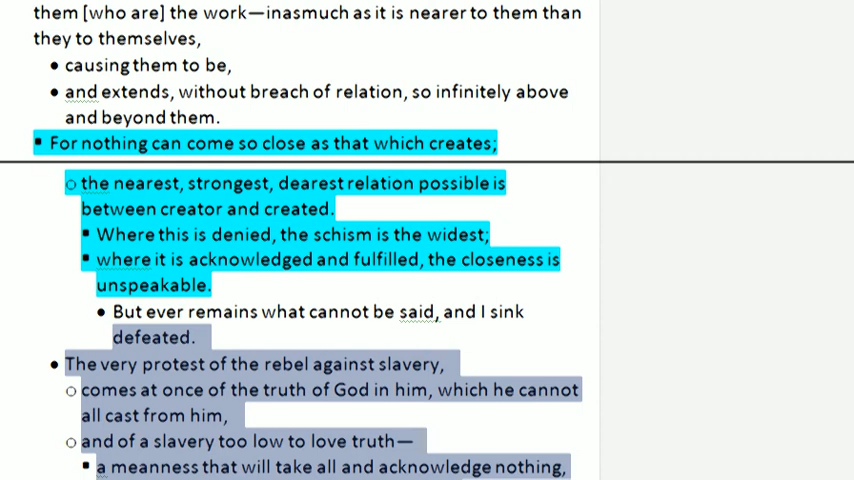 them [who are] the work—inasmuch as it is nearer to them than
they to themselves,
● causing them to be,
● and extends, without breach of relation, so infinitely above
and beyond them.
▪ For nothing can come so close as that which creates;
○ the nearest, strongest, dearest relation possible is
between creator and created.
▪ Where this is denied, the schism is the widest;
▪ where it is acknowledged and fulfilled, the closeness is
unspeakable.
● But ever remains what cannot be said, and I sink
defeated.
● The very protest of the rebel against slavery,
○ comes at once of the truth of God in him, which he cannot
all cast from him,
○ and of a slavery too low to love truth—
▪ a meanness that will take all and acknowledge nothing,